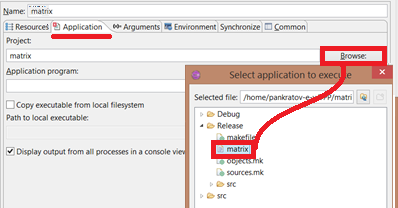 Name: matrix
Resources Application (x)= Arguments Environment Synchronize Common
Project:
matrix
Browse:
Application program:
Select application to execute
Selected file: /home/pankratov-e-
Debug
Release
makefile
matrix
objects.mk
sources.mk
src
src
Copy executable from local filesystem
Path to local executable:
Display output from all processes in a console view